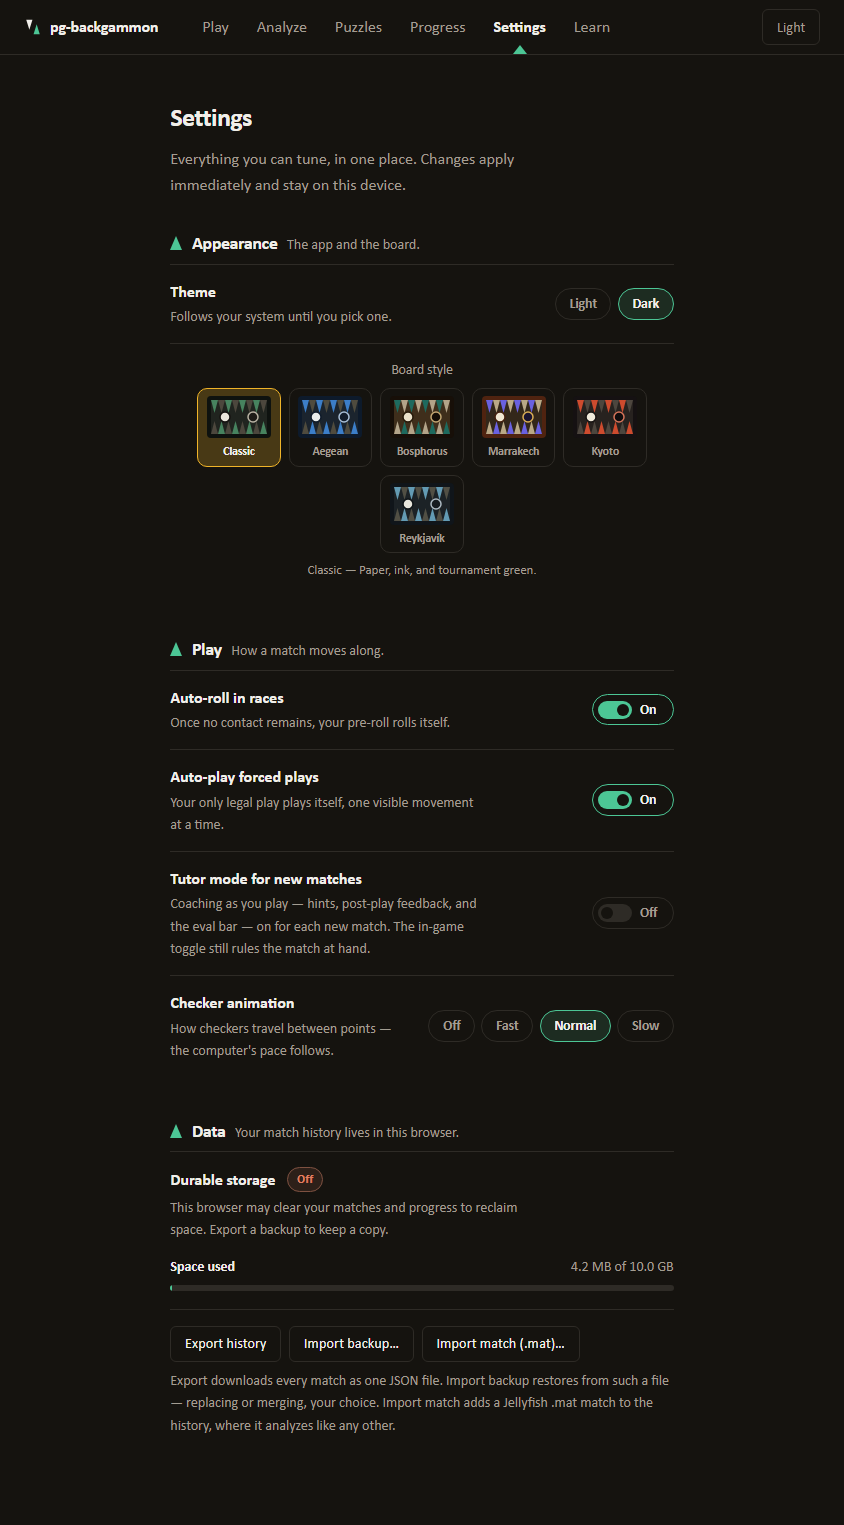 pg-backgammon Play Analyze Puzzles Progress Settings Learn Light
Settings
Everything you can tune, in one place. Changes apply
immediately and stay on this device.
Appearance The app and the board.
Theme
Follows your system until you pick one.
Light Dark
Board style
Classic Aegean Bosphorus Marrakech Kyoto
Reykjavík
Classic — Paper, ink, and tournament green.
Play How a match moves along.
Auto-roll in races
Once no contact remains, your pre-roll rolls itself.
On
Auto-play forced plays
Your only legal play plays itself, one visible movement
at a time.
On
Tutor mode for new matches
Coaching as you play — hints, post-play feedback, and
the eval bar — on for each new match. The in-game
toggle still rules the match at hand.
Off
Checker animation
How checkers travel between points —
the computer's pace follows.
Off Fast Normal Slow
Data Your match history lives in this browser.
Durable storage Off
This browser may clear your matches and progress to reclaim
space. Export a backup to keep a copy.
Space used 4.2 MB of 10.0 GB
Export history Import backup… Import match (.mat)…
Export downloads every match as one JSON file. Import backup restores from such a file
— replacing or merging, your choice. Import match adds a Jellyfish .mat match to the
history, where it analyzes like any other.